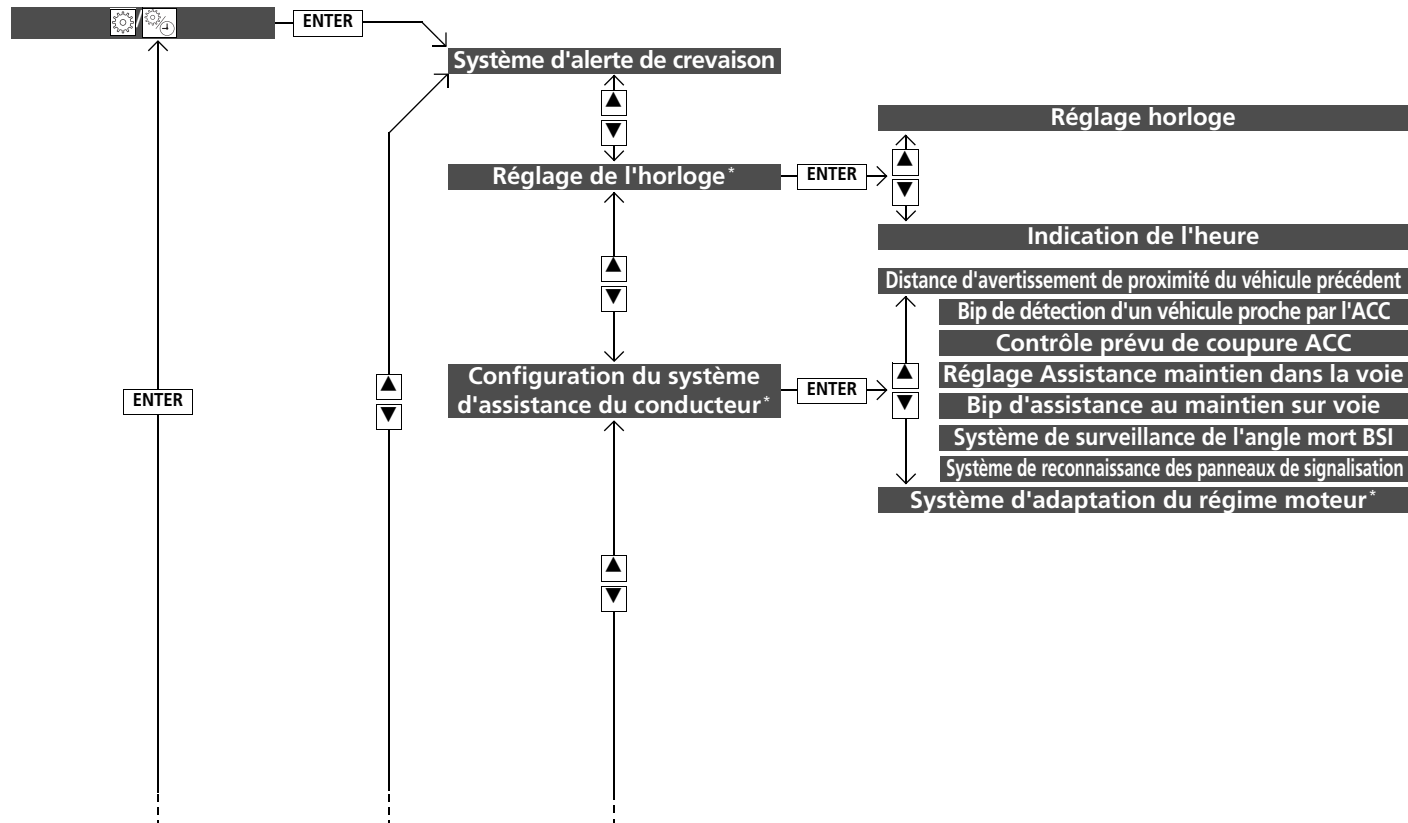 ENTER
Système d'alerte de crevaison
▲
▼
Réglage de l'horloge*
ENTER
Réglage horloge
▲
▼
Indication de l'heure
▲
▼
Configuration du système
d'assistance du conducteur*
ENTER
Distance d'avertissement de proximité du véhicule précédent
Bip de détection d'un véhicule proche par l'ACC
Contrôle prévu de coupure ACC
▲
▼
Réglage Assistance maintien dans la voie
Bip d'assistance au maintien sur voie
Système de surveillance de l'angle mort BSI
Système de reconnaissance des panneaux de signalisation
Système d'adaptation du régime moteur*
ENTER
▲
▼
▲
▼